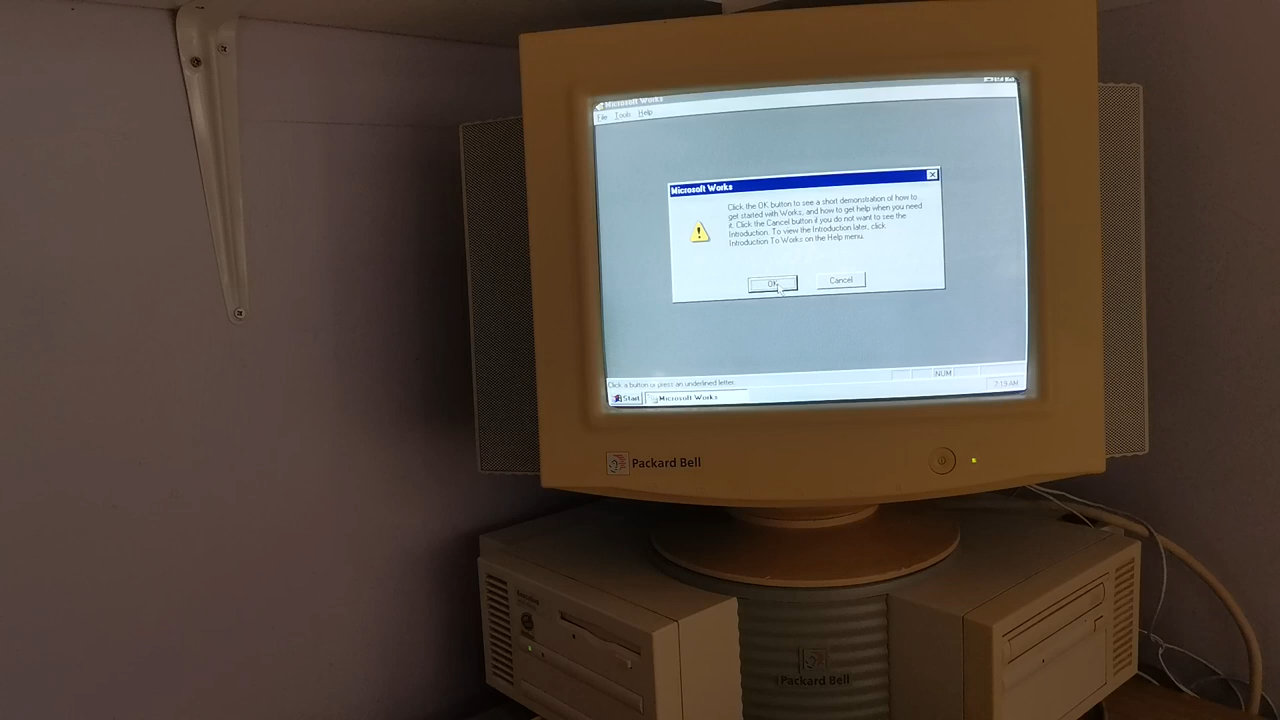 Microsoft Works
File Tools Help
Microsoft Works
Click the OK button to see a short demonstration of how to
get started with Works, and how to get help when you need
it. Click the Cancel button if you do not want to see the
Introduction. To view the Introduction later, click
Introduction To Works on the Help menu.
OK Cancel
Click a button or press an underlined letter.
NUM
Start Microsoft Works 2:19 AM
Packard Bell
Packard Bell